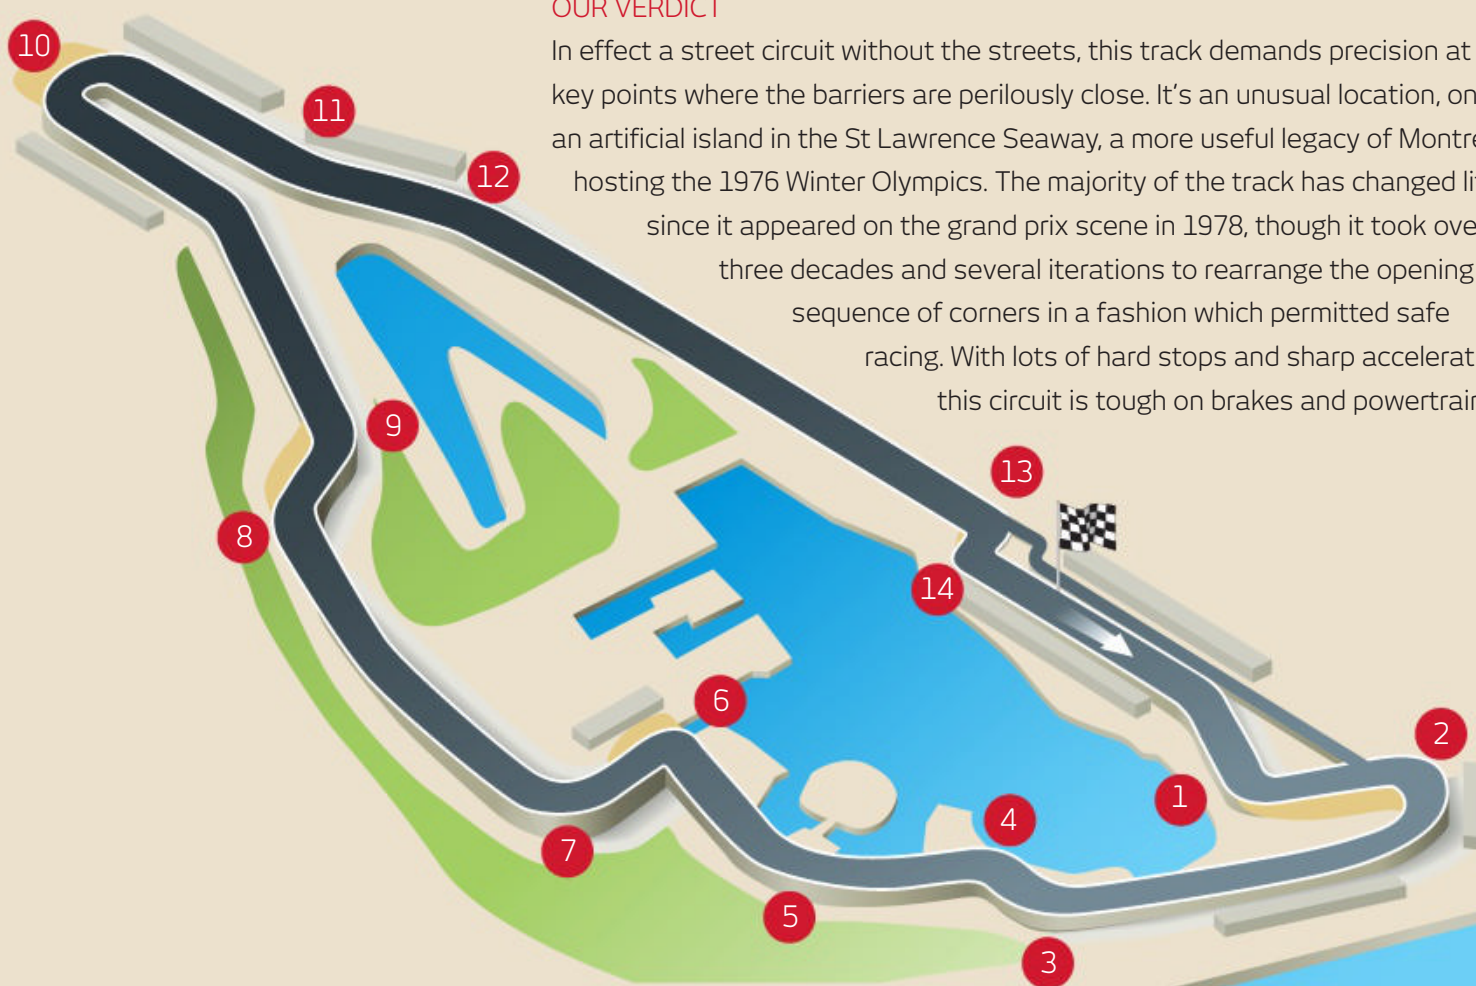 OUR VERDICT
In effect a street circuit without the streets, this track demands precision at
key points where the barriers are perilously close. It's an unusual location, on
an artificial island in the St Lawrence Seaway, a more useful legacy of Montre
hosting the 1976 Winter Olympics. The majority of the track has changed li
since it appeared on the grand prix scene in 1978, though it took ove
three decades and several iterations to rearrange the opening
sequence of corners in a fashion which permitted safe
racing. With lots of hard stops and sharp accelerat
this circuit is tough on brakes and powertrain
10
11
12
9
13
8
14
6
2
1
4
7
5
3